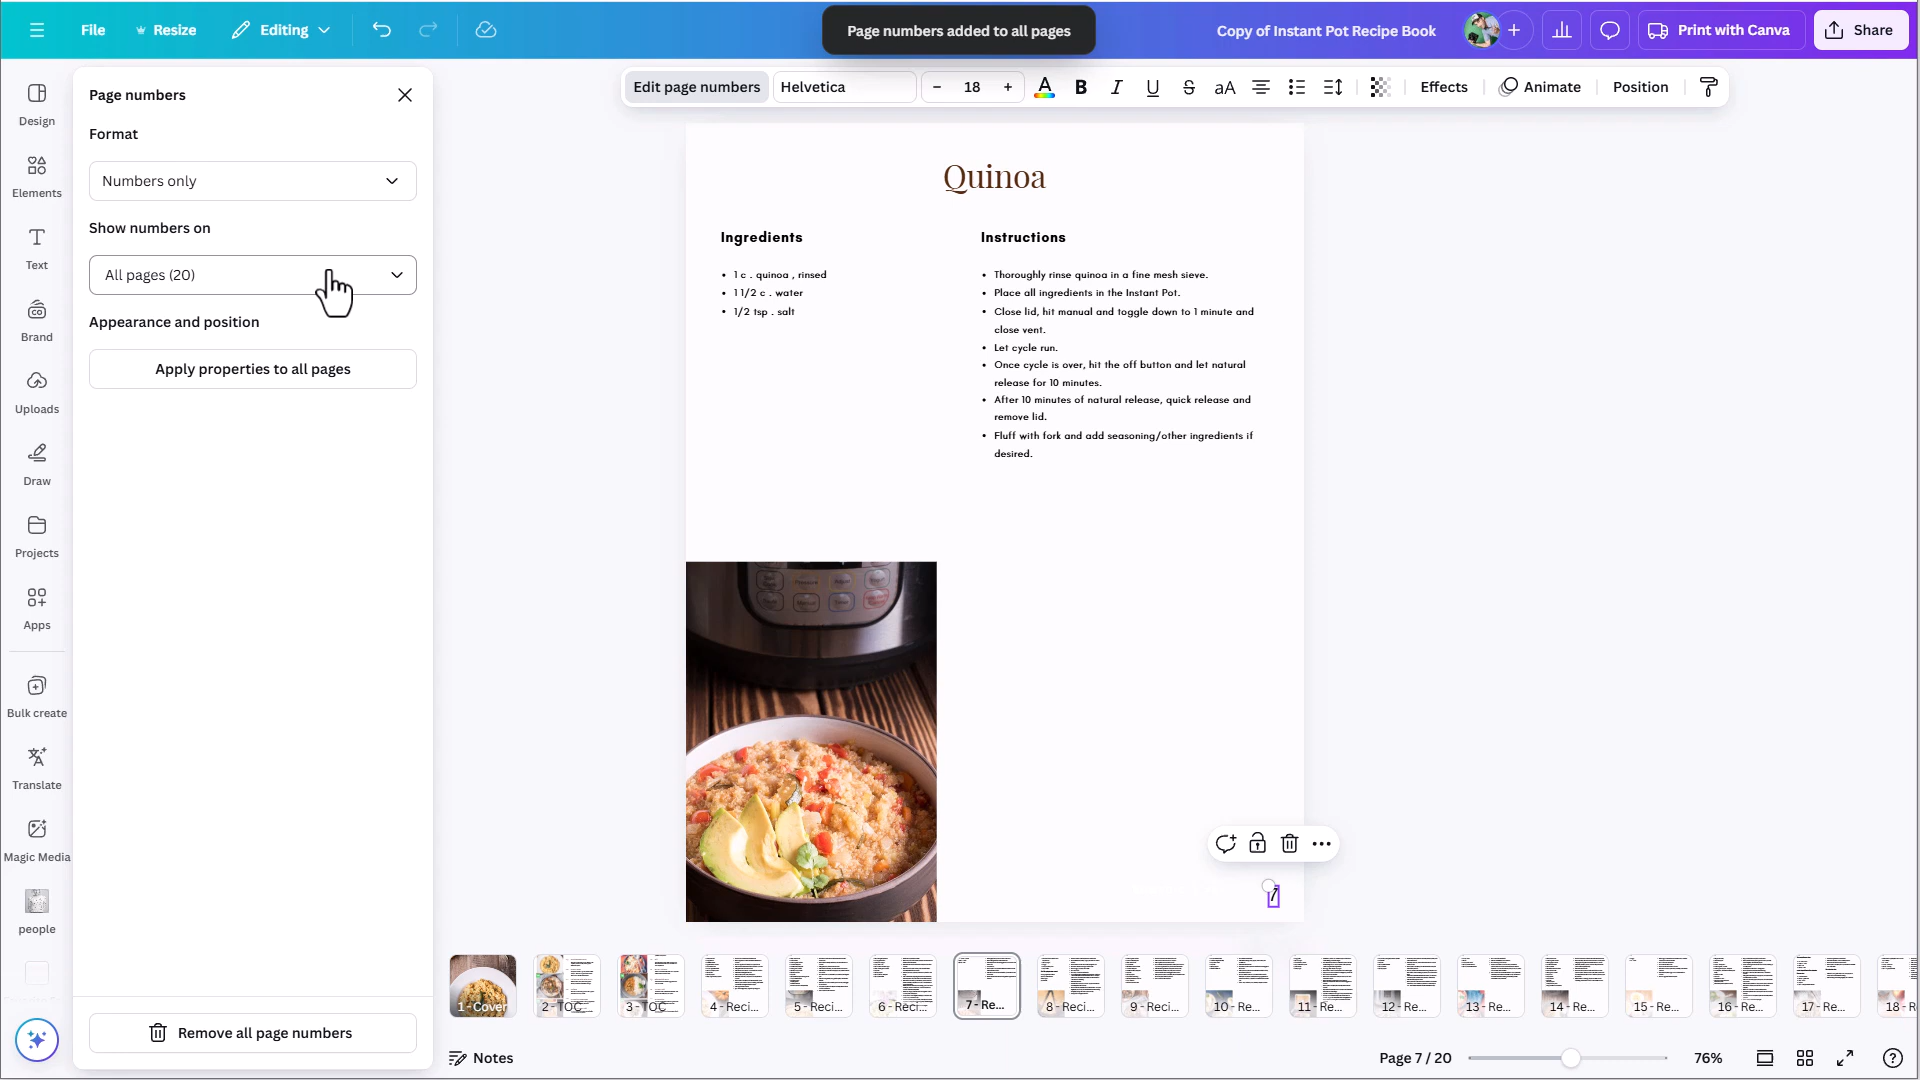 File
Resize
Editing
Page numbers added to all pages
Copy of Instant Pot Recipe Book
Print with Canva
Share
Design
Elements
Text
Brand
Uploads
Draw
Projects
Apps
Bulk create
Translate
Magic Media
people
Page numbers
Format
Numbers only
Show numbers on
All pages (20)
Appearance and position
Apply properties to all pages
Remove all page numbers
Edit page numbers
Helvetica
– 18 +
A B I U S aA
Effects
Animate
Position
Quinoa
Ingredients
• 1 c . quinoa , rinsed
• 1 1/2 c . water
• 1/2 tsp . salt
Instructions
• Thoroughly rinse quinoa in a fine mesh sieve.
• Place all ingredients in the Instant Pot.
• Close lid, hit manual and toggle down to 1 minute and
close vent.
• Let cycle run.
• Once cycle is over, hit the off button and let natural
release for 10 minutes.
• After 10 minutes of natural release, quick release and
remove lid.
• Fluff with fork and add seasoning/other ingredients if
desired.
7
1 - Cover
2 - TOC
3 - TOC
4 - Reci...
5 - Reci...
6 - Reci...
7 - Re...
8 - Reci...
9 - Reci...
10 - Re...
11 - Re...
12 - Re...
13 - Re...
14 - Re...
15 - Re...
16 - Re...
17 - Re...
18 - R
Notes
Page 7 / 20
76%